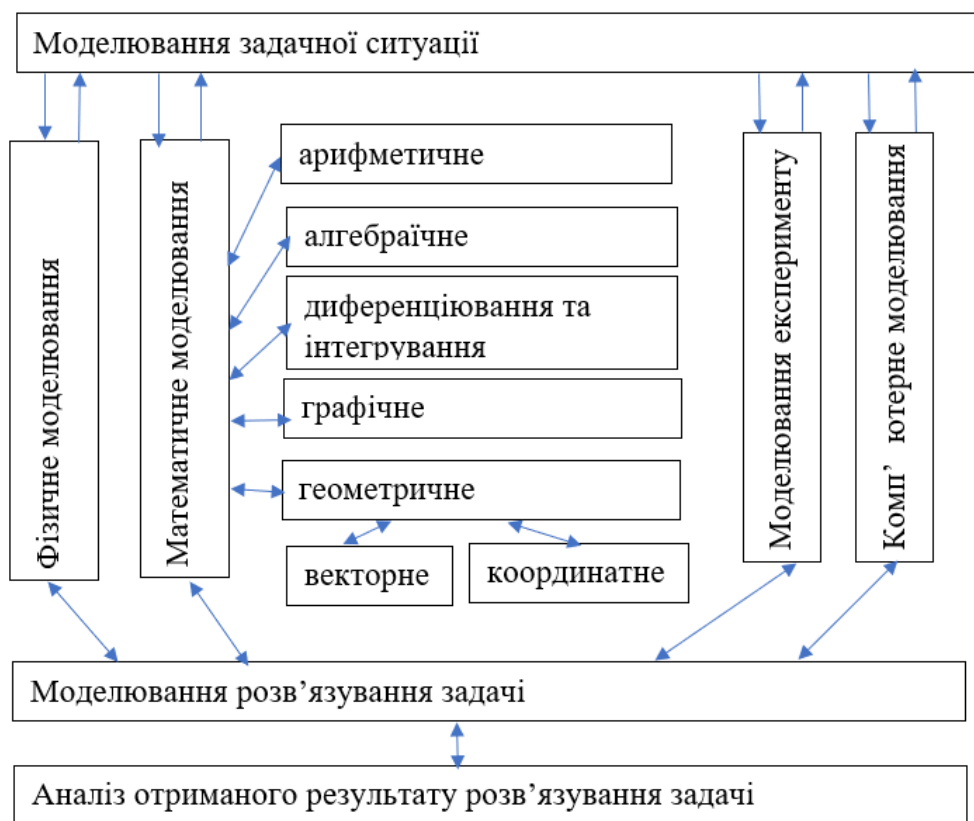 Моделювання задачної ситуації
Фізичне моделювання
Математичне моделювання
арифметичне
алгебраїчне
диференціювання та
інтегрування
графічне
геометричне
векторне
координатне
Моделювання експерименту
Комп’ ютерне моделювання
Моделювання розв’язування задачі
Аналіз отриманого результату розв’язування задачі